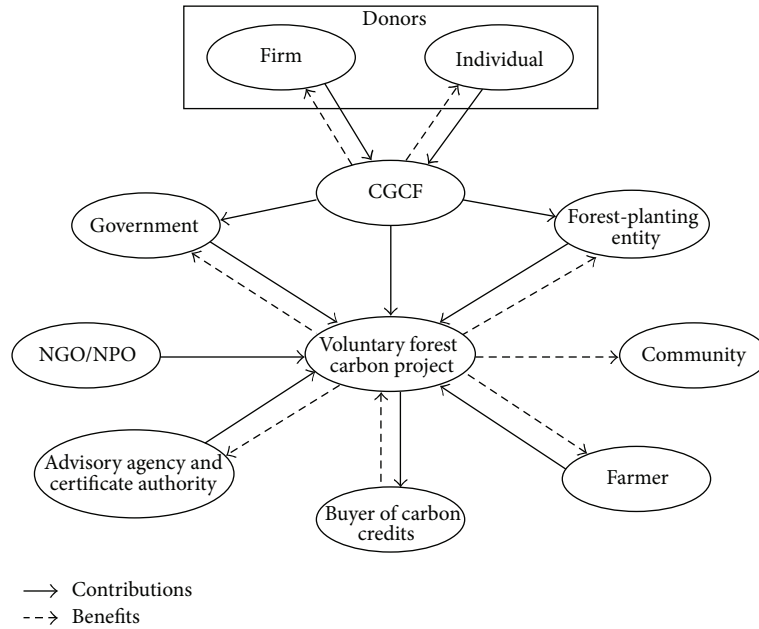 Donors
Firm
Individual
CGCF
Government
Forest-planting
entity
NGO/NPO
Voluntary forest
carbon project
Community
Advisory agency and
certificate authority
Buyer of carbon
credits
Farmer
Contributions
Benefits